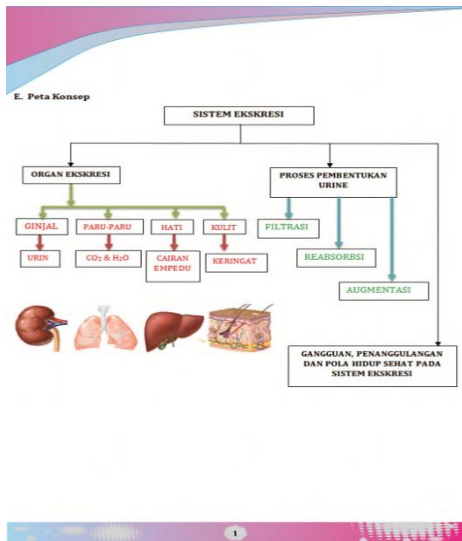 E. Peta Konsep
SISTEM EKSKRESI
ORGAN EKSKRESI
GINJAL
PARU-PARU
HATI
KULIT
URIN
CO₂ & H₂O
CAIRAN
EMPEDU
KERINGAT
PROSES PEMBENTUKAN
URINE
FILTRASI
REABSORBSI
AUGMENTASI
GANGGUAN, PENANGGULANGAN
DAN POLA HIDUP SEHAT PADA
SISTEM EKSKRESI
1